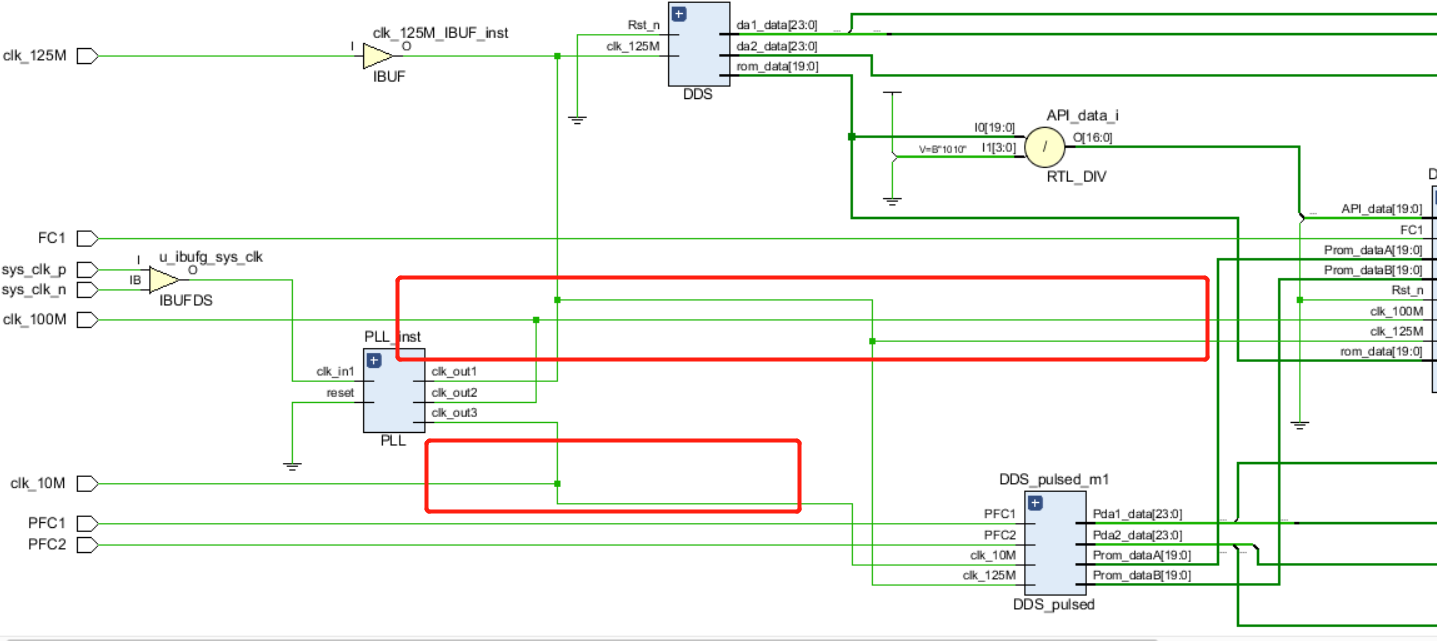 clk_125M
I
clk_125M_IBUF_inst
O
IBUF
Rst_n
clk_125M
da1_data[23:0]
da2_data[23:0]
rom_data[19:0]
DDS
API_data_i
I0[19:0]
V=B"1010"
I1[3:0]
O[16:0]
/
RTL_DIV
D
API_data[19:0]
FC1
Prom_dataA[19:0]
Prom_dataB[19:0]
Rst_n
clk_100M
clk_125M
rom_data[19:0]
FC1
sys_clk_p
sys_clk_n
I
IB
u_ibufg_sys_clk
O
IBUFDS
clk_100M
PLL_inst
clk_in1
reset
clk_out1
clk_out2
clk_out3
PLL
clk_10M
PFC1
PFC2
DDS_pulsed_m1
PFC1
PFC2
clk_10M
clk_125M
Pda1_data[23:0]
Pda2_data[23:0]
Prom_dataA[19:0]
Prom_dataB[19:0]
DDS_pulsed